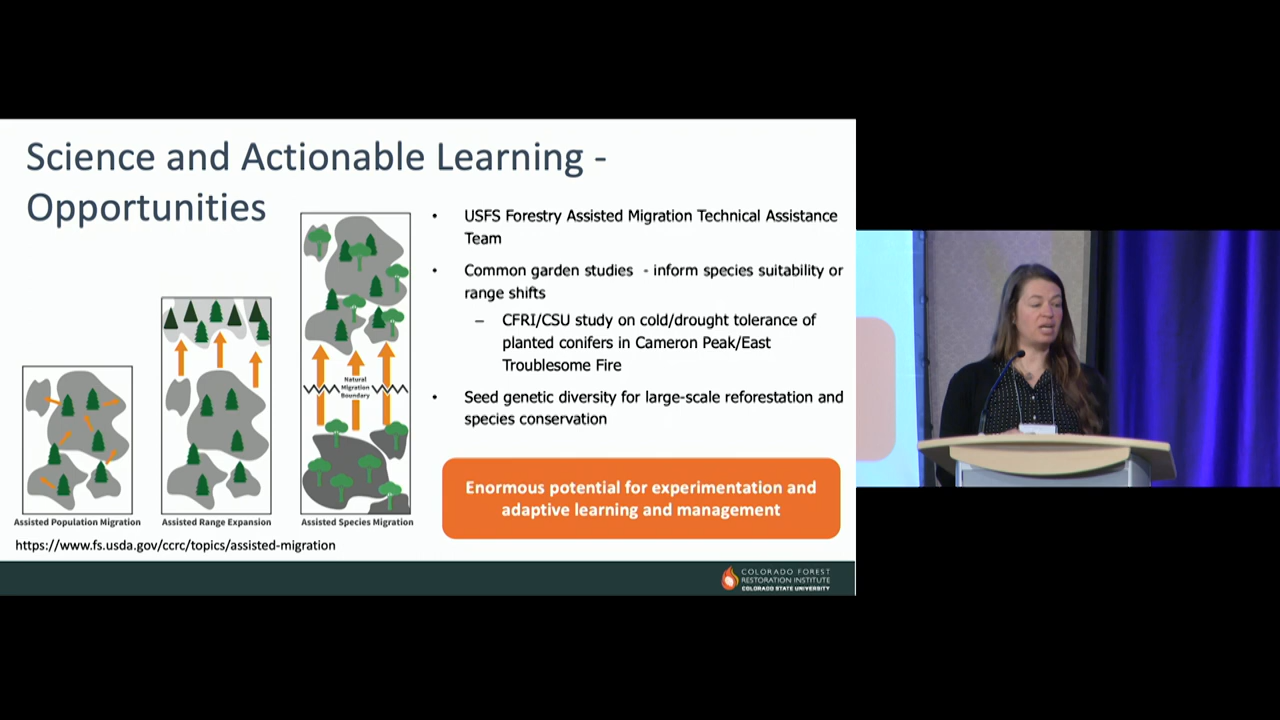 Science and Actionable Learning -
Opportunities
• USFS Forestry Assisted Migration Technical Assistance
Team
• Common garden studies - inform species suitability or
range shifts
– CFRI/CSU study on cold/drought tolerance of
planted conifers in Cameron Peak/East
Troublesome Fire
• Seed genetic diversity for large-scale reforestation and
species conservation
Enormous potential for experimentation and
adaptive learning and management
Natural
Migration
Boundary
Assisted Population Migration
Assisted Range Expansion
Assisted Species Migration
https://www.fs.usda.gov/ccrc/topics/assisted-migration
COLORADO FOREST
RESTORATION INSTITUTE
COLORADO STATE UNIVERSITY